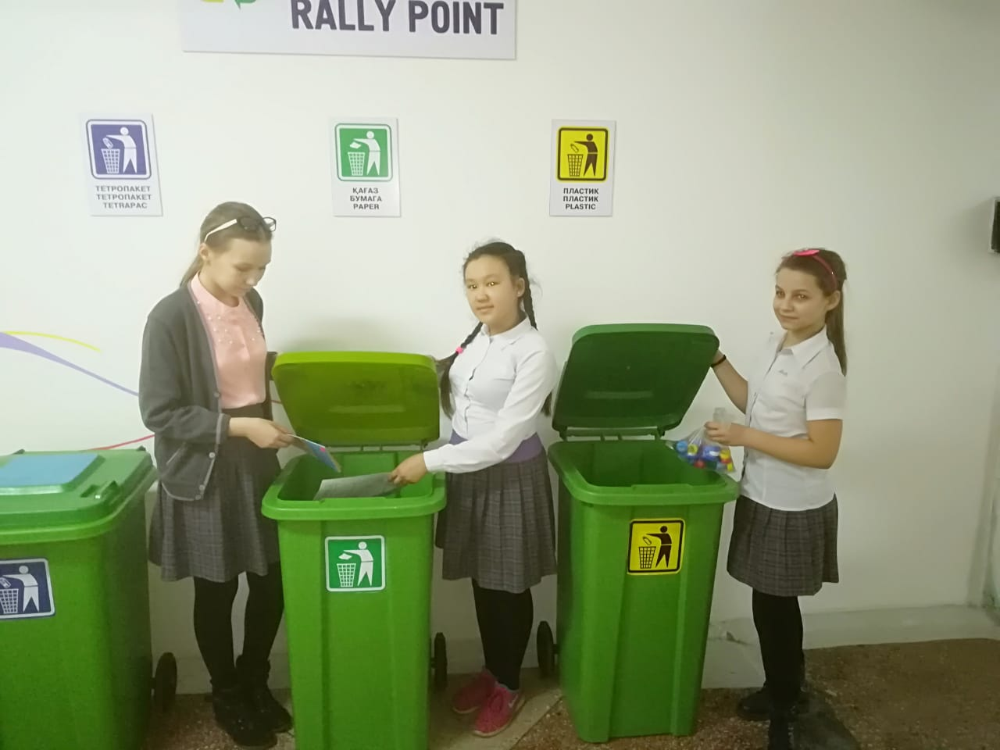 RALLY POINT
ТЕТРОПАКЕТ
ТЕТРОПАКЕТ
TETRAPAC
ҚАҒАЗ
БУМАГА
PAPER
ПЛАСТИК
ПЛАСТИК
PLASTIC